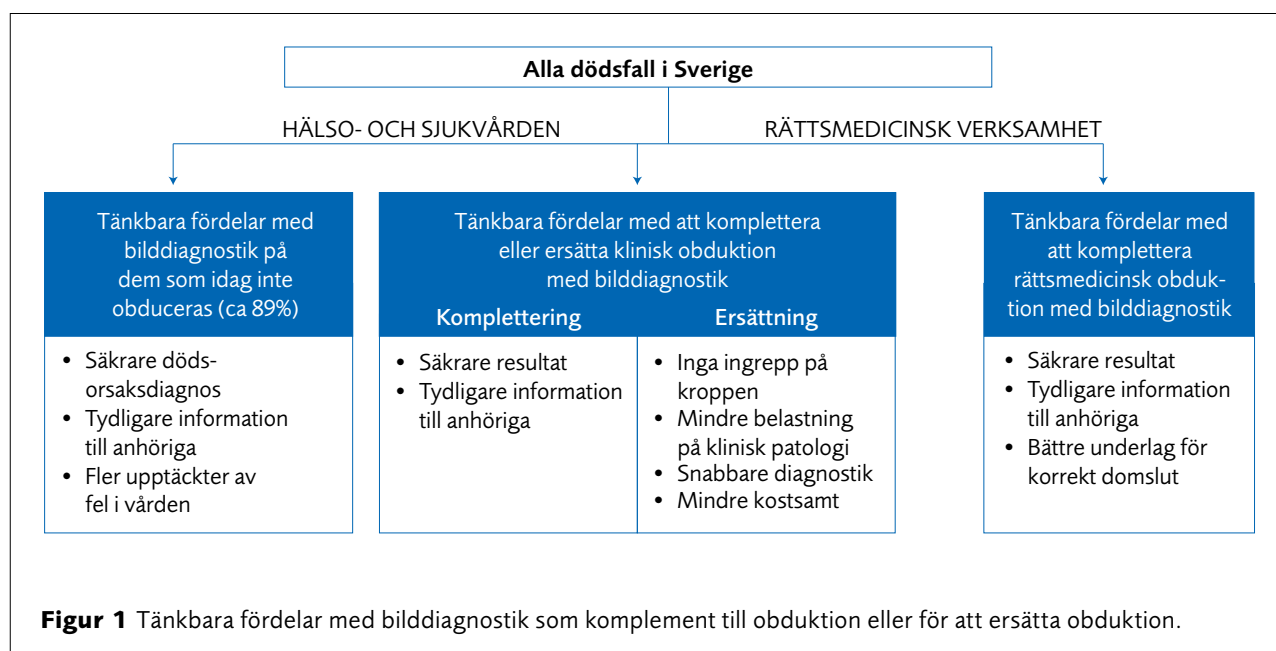 Alla dödsfall i Sverige
HÄLSO- OCH SJUKVÅRDEN
RÄTTSMEDICINSK VERKSAMHET
Tänkbara fördelar med
bilddiagnostik på
dem som idag inte
obduceras (ca 89%)
• Säkrare döds-
orsaksdiagnos
• Tydligare information
till anhöriga
• Fler upptäckter av
fel i vården
Tänkbara fördelar med att komplettera
eller ersätta klinisk obduktion
med bilddiagnostik
Komplettering
• Säkrare resultat
• Tydligare information
till anhöriga
Ersättning
• Inga ingrepp på
kroppen
• Mindre belastning
på klinisk patologi
• Snabbare diagnostik
• Mindre kostsamt
Tänkbara fördelar med
att komplettera
rättsmedicinsk obduk-
tion med bilddiagnostik
• Säkrare resultat
• Tydligare information
till anhöriga
• Bättre underlag för
korrekt domslut
Figur 1 Tänkbara fördelar med bilddiagnostik som komplement till obduktion eller för att ersätta obduktion.